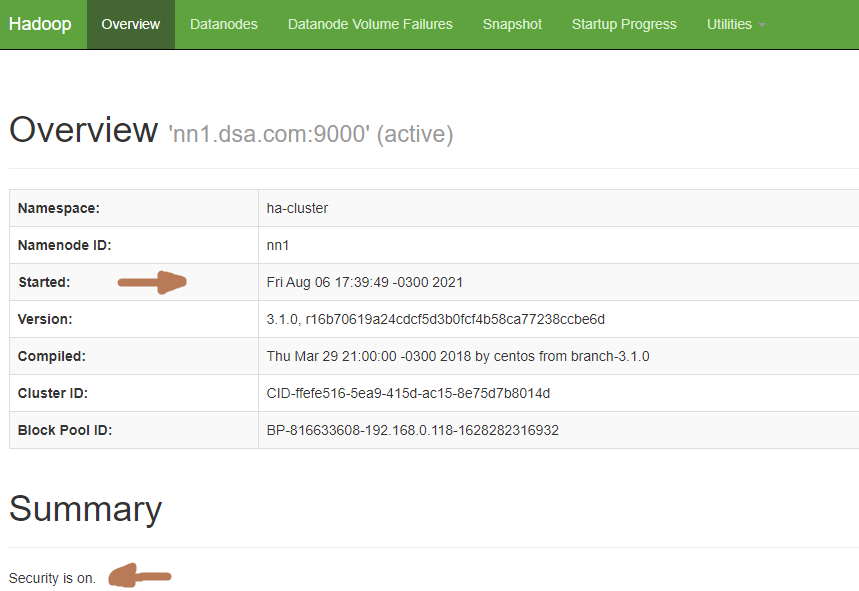 Hadoop Overview Datanodes Datanode Volume Failures Snapshot Startup Progress Utilities
Overview 'nn1.dsa.com:9000' (active)
Namespace: ha-cluster
Namenode ID: nn1
Started: Fri Aug 06 17:39:49 -0300 2021
Version: 3.1.0, r16b70619a24cdcf5d3b0fcf4b58ca77238ccbe6d
Compiled: Thu Mar 29 21:00:00 -0300 2018 by centos from branch-3.1.0
Cluster ID: CID-ffefe516-5ea9-415d-ac15-8e75d7b8014d
Block Pool ID: BP-816633608-192.168.0.118-1628282316932
Summary
Security is on.